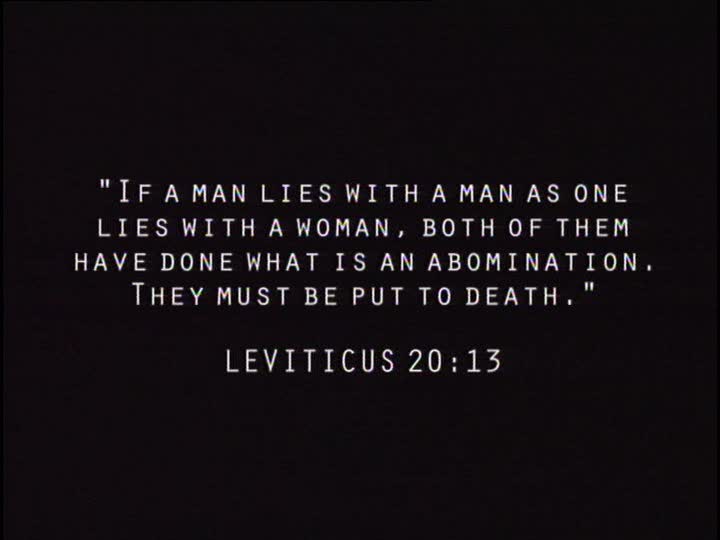 "IF A MAN LIES WITH A MAN AS ONE
LIES WITH A WOMAN, BOTH OF THEM
HAVE DONE WHAT IS AN ABOMINATION.
THEY MUST BE PUT TO DEATH."
LEVITICUS 20:13